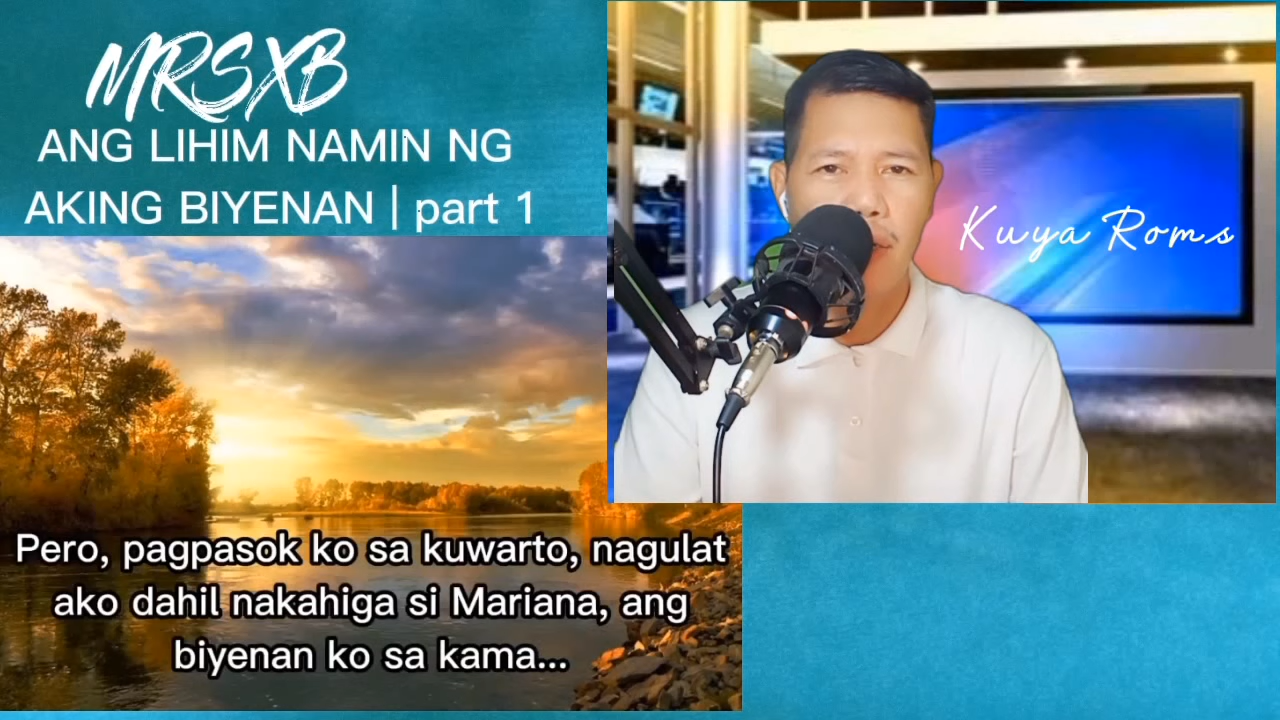 MRSXB
ANG LIHIM NAMIN NG
AKING BIYENAN | part 1
Kuya Roms
Pero, pagpasok ko sa kuwarto, nagulat
ako dahil nakahiga si Mariana, ang
biyenan ko sa kama...